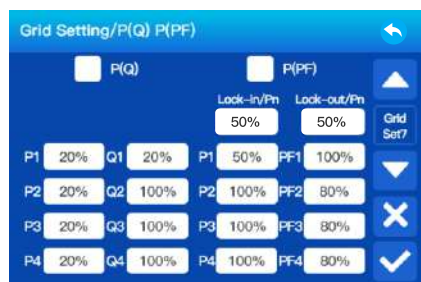 Grid Setting/P(Q) P(PF)
P(Q) P(PF)
Lock-in/Pn Lock-out/Pn
50% 50% Grid Set7
P1 20% Q1 20% P1 50% PF1 100%
P2 20% Q2 100% P2 100% PF2 80%
P3 20% Q3 100% P3 100% PF3 80%
P4 20% Q4 100% P4 100% PF4 80%